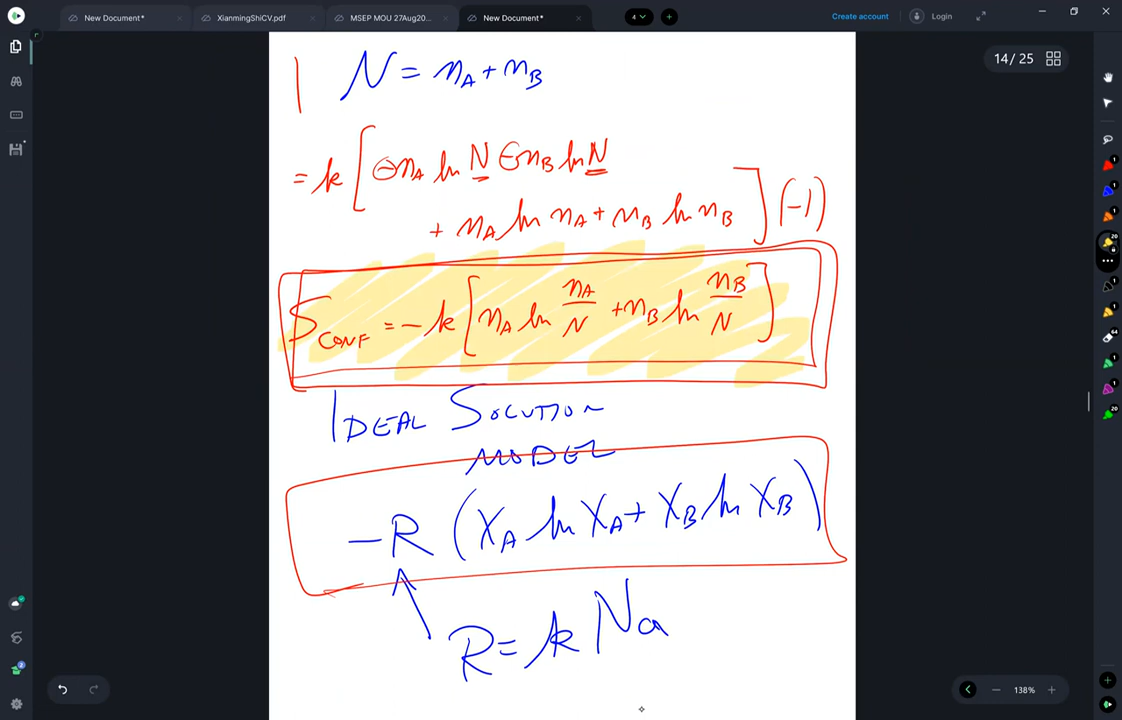 New Document*
XianmingShiCV.pdf
MSEP MOU 27Aug20...
New Document*
4
Create account
Login
14 / 25
N = nA + nB
= k [ ⊖nA ln N ⊖nB ln N
+ nA ln nA + nB ln nB ] (-1)
SCONF = -k [ nA ln nA/N + nB ln nB/N ]
IDEAL SOLUTION
MODEL
-R (XA ln XA + XB ln XB)
R = k Na
138%